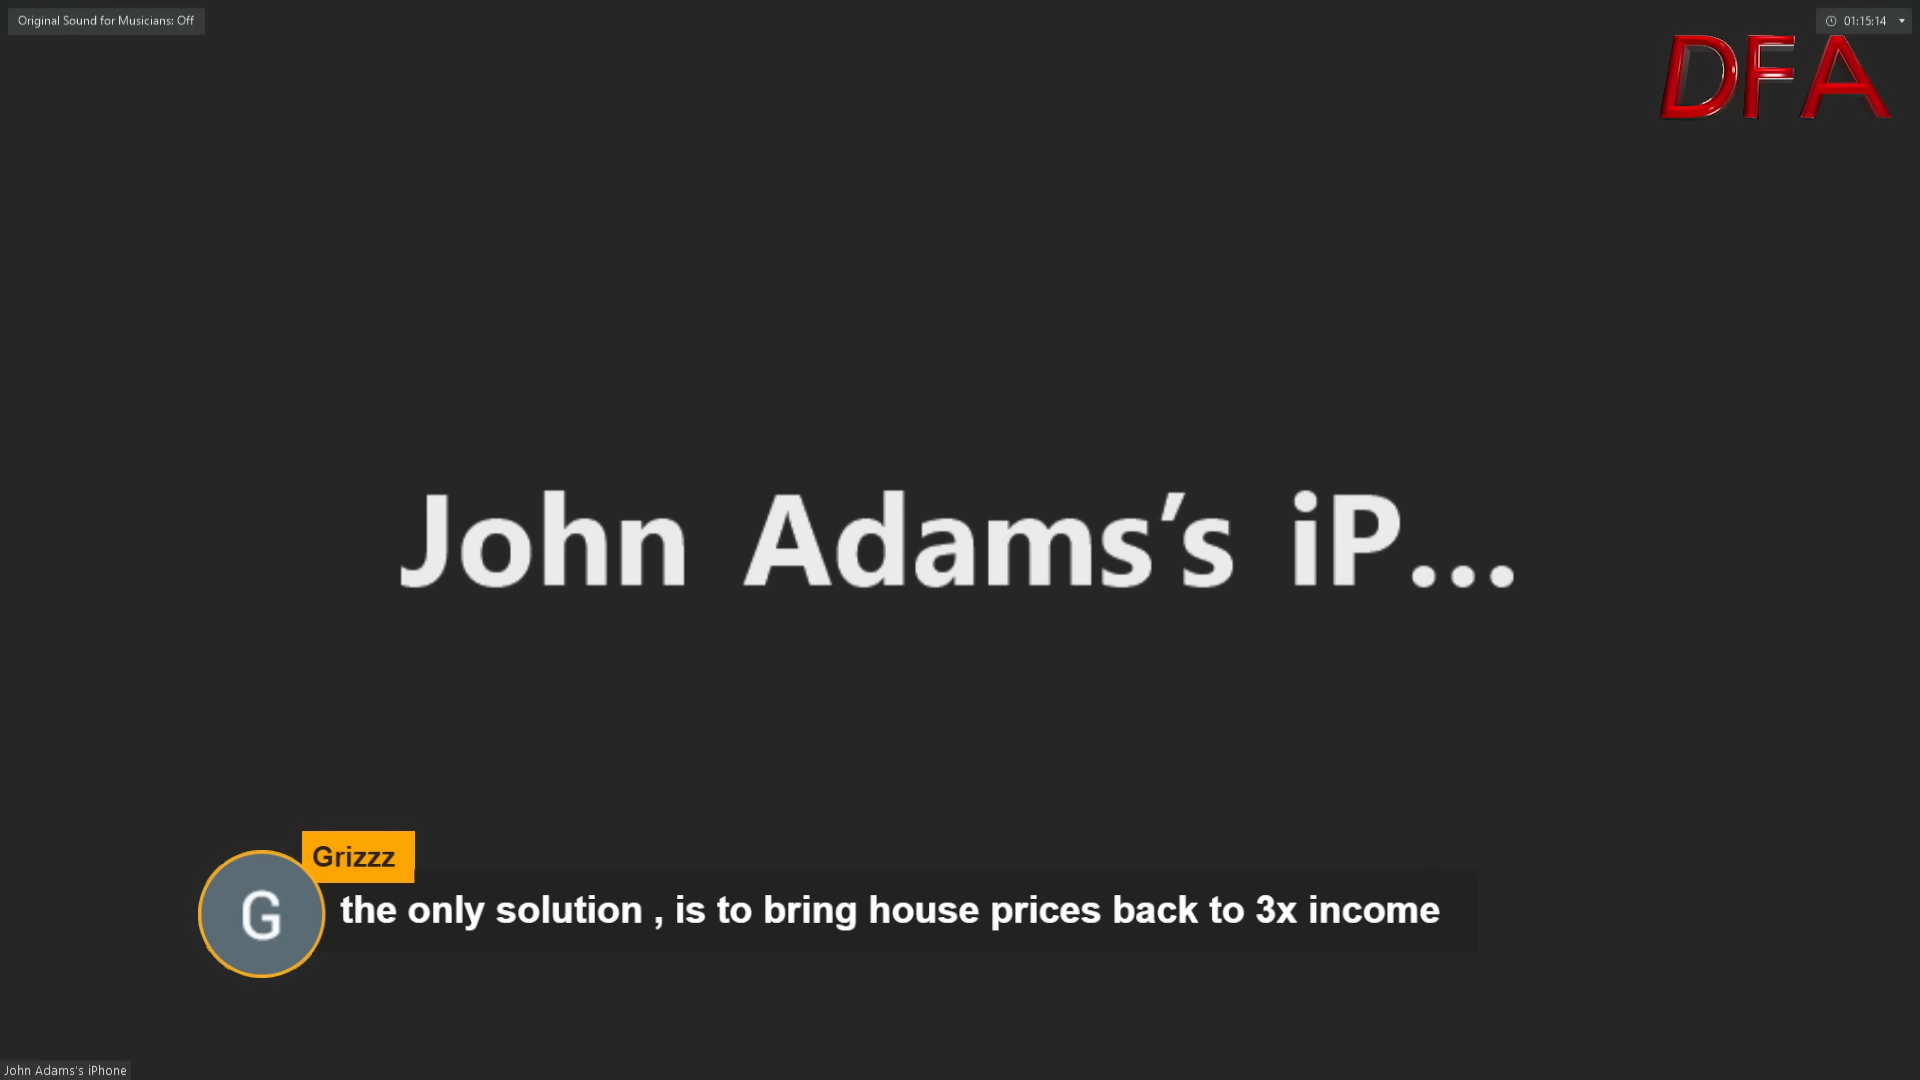 Original Sound for Musicians: Off
01:15:14
DFA
John Adams’s iP...
Grizzz
G
the only solution , is to bring house prices back to 3x income
John Adams's iPhone